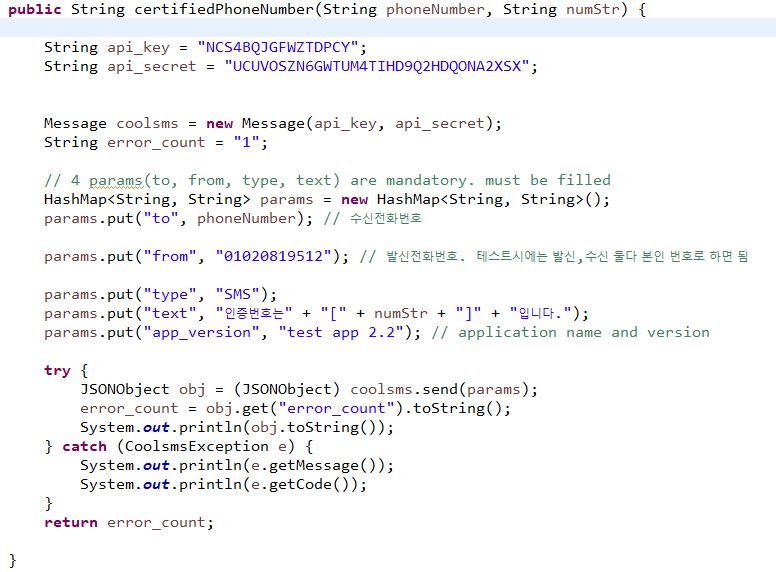 public String certifiedPhoneNumber(String phoneNumber, String numStr) {
String api_key = "NCS4BQJGFWZTDPCY";
String api_secret = "UCUVOSZN6GWTUM4TIHD9Q2HDQONA2XSX";
Message coolsms = new Message(api_key, api_secret);
String error_count = "1";
// 4 params(to, from, type, text) are mandatory. must be filled
HashMap<String, String> params = new HashMap<String, String>();
params.put("to", phoneNumber); // 수신전화번호
params.put("from", "01020819512"); // 발신전화번호. 테스트시에는 발신,수신 둘다 본인 번호로 하면 됨
params.put("type", "SMS");
params.put("text", "인증번호는" + "[" + numStr + "]" + "입니다.");
params.put("app_version", "test app 2.2"); // application name and version
try {
JSONObject obj = (JSONObject) coolsms.send(params);
error_count = obj.get("error_count").toString();
System.out.println(obj.toString());
} catch (CoolsmsException e) {
System.out.println(e.getMessage());
System.out.println(e.getCode());
}
return error_count;
}